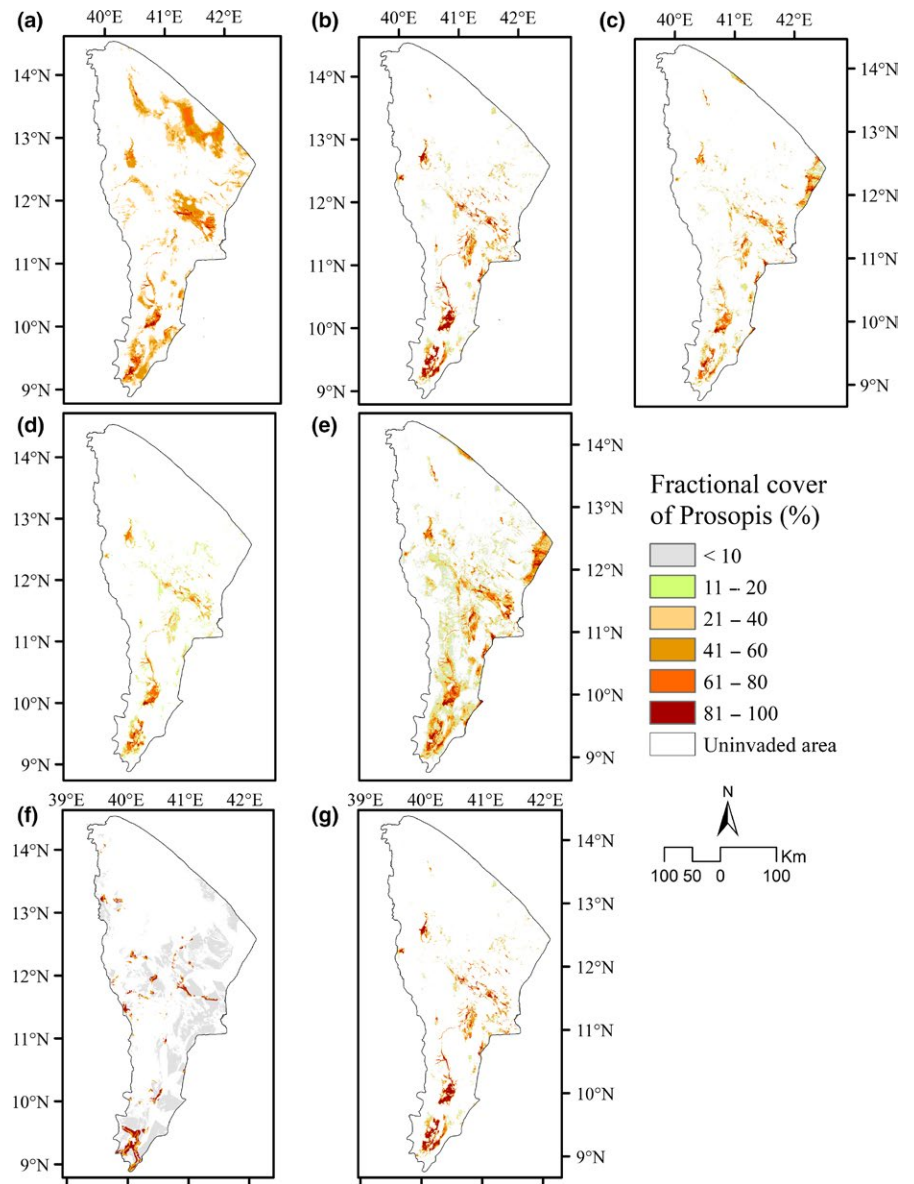 (a) 40°E 41°E 42°E (b) 40°E 41°E 42°E (c) 40°E 41°E 42°E
14°N 14°N
13°N 13°N
12°N 12°N
11°N 11°N
10°N 10°N
9°N 9°N
14°N
13°N
12°N
11°N
10°N
9°N
(d) (e)
14°N 14°N
13°N 13°N
12°N 12°N
11°N 11°N
10°N 10°N
9°N 9°N
Fractional cover
of Prosopis (%)
< 10
11 – 20
21 – 40
41 – 60
61 – 80
81 – 100
Uninvaded area
N
Km
100 50 0 100
39°E 40°E 41°E 42°E 40°E 41°E 42°E
(f) (g)
14°N 14°N
13°N 13°N
12°N 12°N
11°N 11°N
10°N 10°N
9°N 9°N